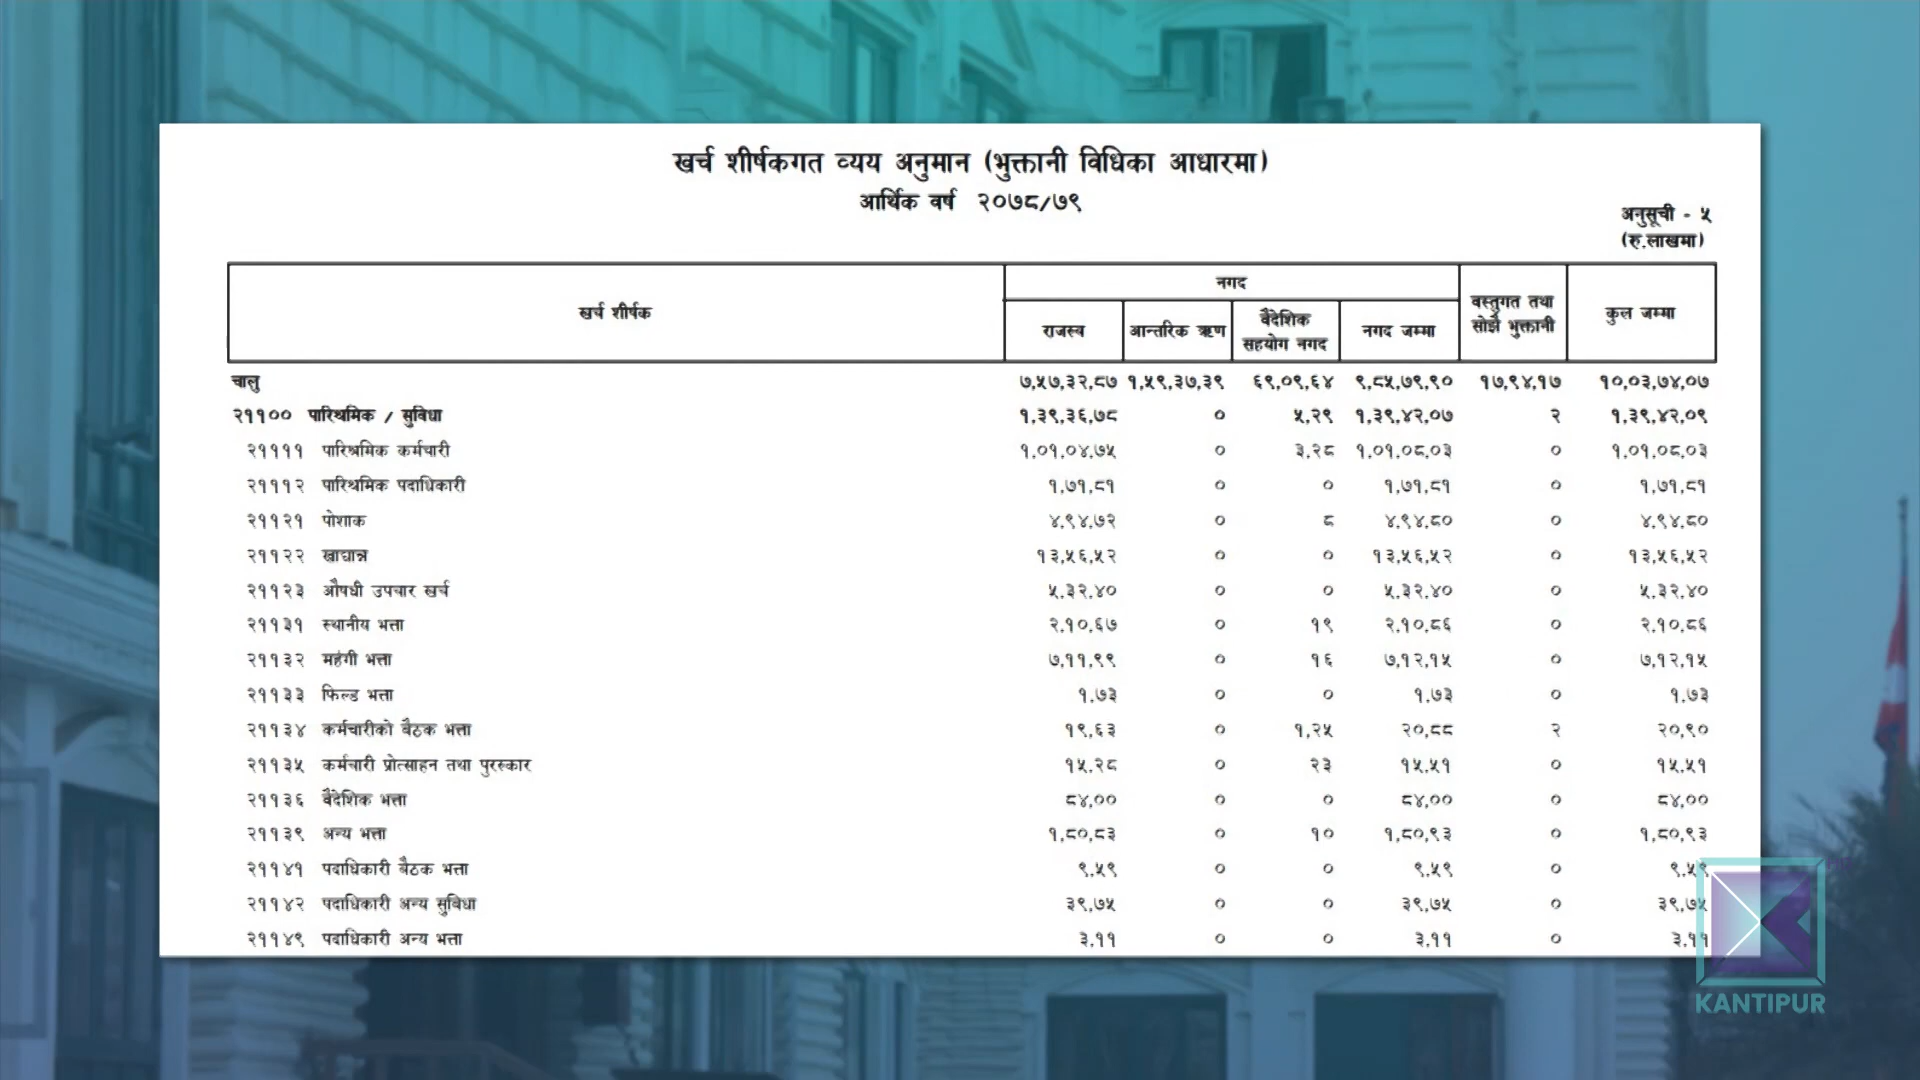 खर्च शीर्षकगत व्यय अनुमान (भुक्तानी विधिका आधारमा)
आर्थिक वर्ष २०७८/७९
अनुसूची - ५
(रु.लाखमा)
खर्च शीर्षक
नगद
राजस्व
आन्तरिक ऋण
वैदेशिक सहयोग नगद
नगद जम्मा
वस्तुगत तथा सोझै भुक्तानी
कुल जम्मा
चालु ७,५७,३२,८७ १,५९,३७,३९ ६९,०९,६४ ९,८५,७९,९० १७,९४,१७ १०,०३,७४,०७
२११०० पारिश्रमिक / सुविधा १,३९,३६,७८ ० ५,२९ १,३९,४२,०७ २ १,३९,४२,०९
२११११ पारिश्रमिक कर्मचारी १,०१,०४,७५ ० ३,२८ १,०१,०८,०३ ० १,०१,०८,०३
२१११२ पारिश्रमिक पदाधिकारी १,७१,८१ ० ० १,७१,८१ ० १,७१,८१
२११२१ पोशाक ४,९४,७२ ० ८ ४,९४,८० ० ४,९४,८०
२११२२ खाद्यान्न १३,५६,५२ ० ० १३,५६,५२ ० १३,५६,५२
२११२३ औषधी उपचार खर्च ५,३२,४० ० ० ५,३२,४० ० ५,३२,४०
२११३१ स्थानीय भत्ता २,१०,६७ ० १९ २,१०,८६ ० २,१०,८६
२११३२ महंगी भत्ता ७,११,९९ ० १६ ७,१२,१५ ० ७,१२,१५
२११३३ फिल्ड भत्ता १,७३ ० ० १,७३ ० १,७३
२११३४ कर्मचारीको बैठक भत्ता १९,६३ ० १,२५ २०,८८ २ २०,९०
२११३५ कर्मचारी प्रोत्साहन तथा पुरस्कार १५,२८ ० २३ १५,५१ ० १५,५१
२११३६ वैदेशिक भत्ता ८४,०० ० ० ८४,०० ० ८४,००
२११३९ अन्य भत्ता १,८०,८३ ० १० १,८०,९३ ० १,८०,९३
२११४१ पदाधिकारी बैठक भत्ता ९,५९ ० ० ९,५९ ० ९,५९
२११४२ पदाधिकारी अन्य सुविधा ३९,७५ ० ० ३९,७५ ० ३९,७५
२११४९ पदाधिकारी अन्य भत्ता ३,११ ० ० ३,११ ० ३,११
KANTIPUR